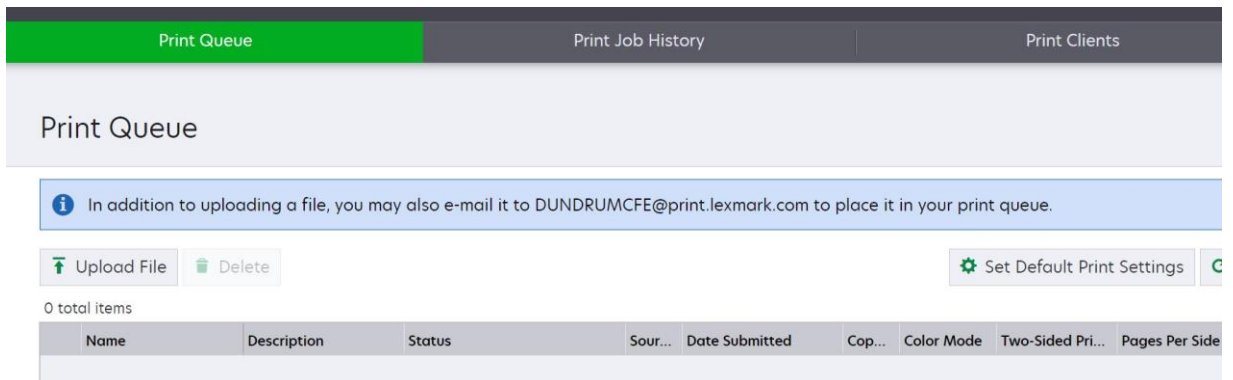 Print Queue Print Job History Print Clients
Print Queue
In addition to uploading a file, you may also e-mail it to DUNDRUMCFE@print.lexmark.com to place it in your print queue.
Upload File Delete Set Default Print Settings
0 total items
Name Description Status Sour... Date Submitted Cop... Color Mode Two-Sided Pri... Pages Per Side